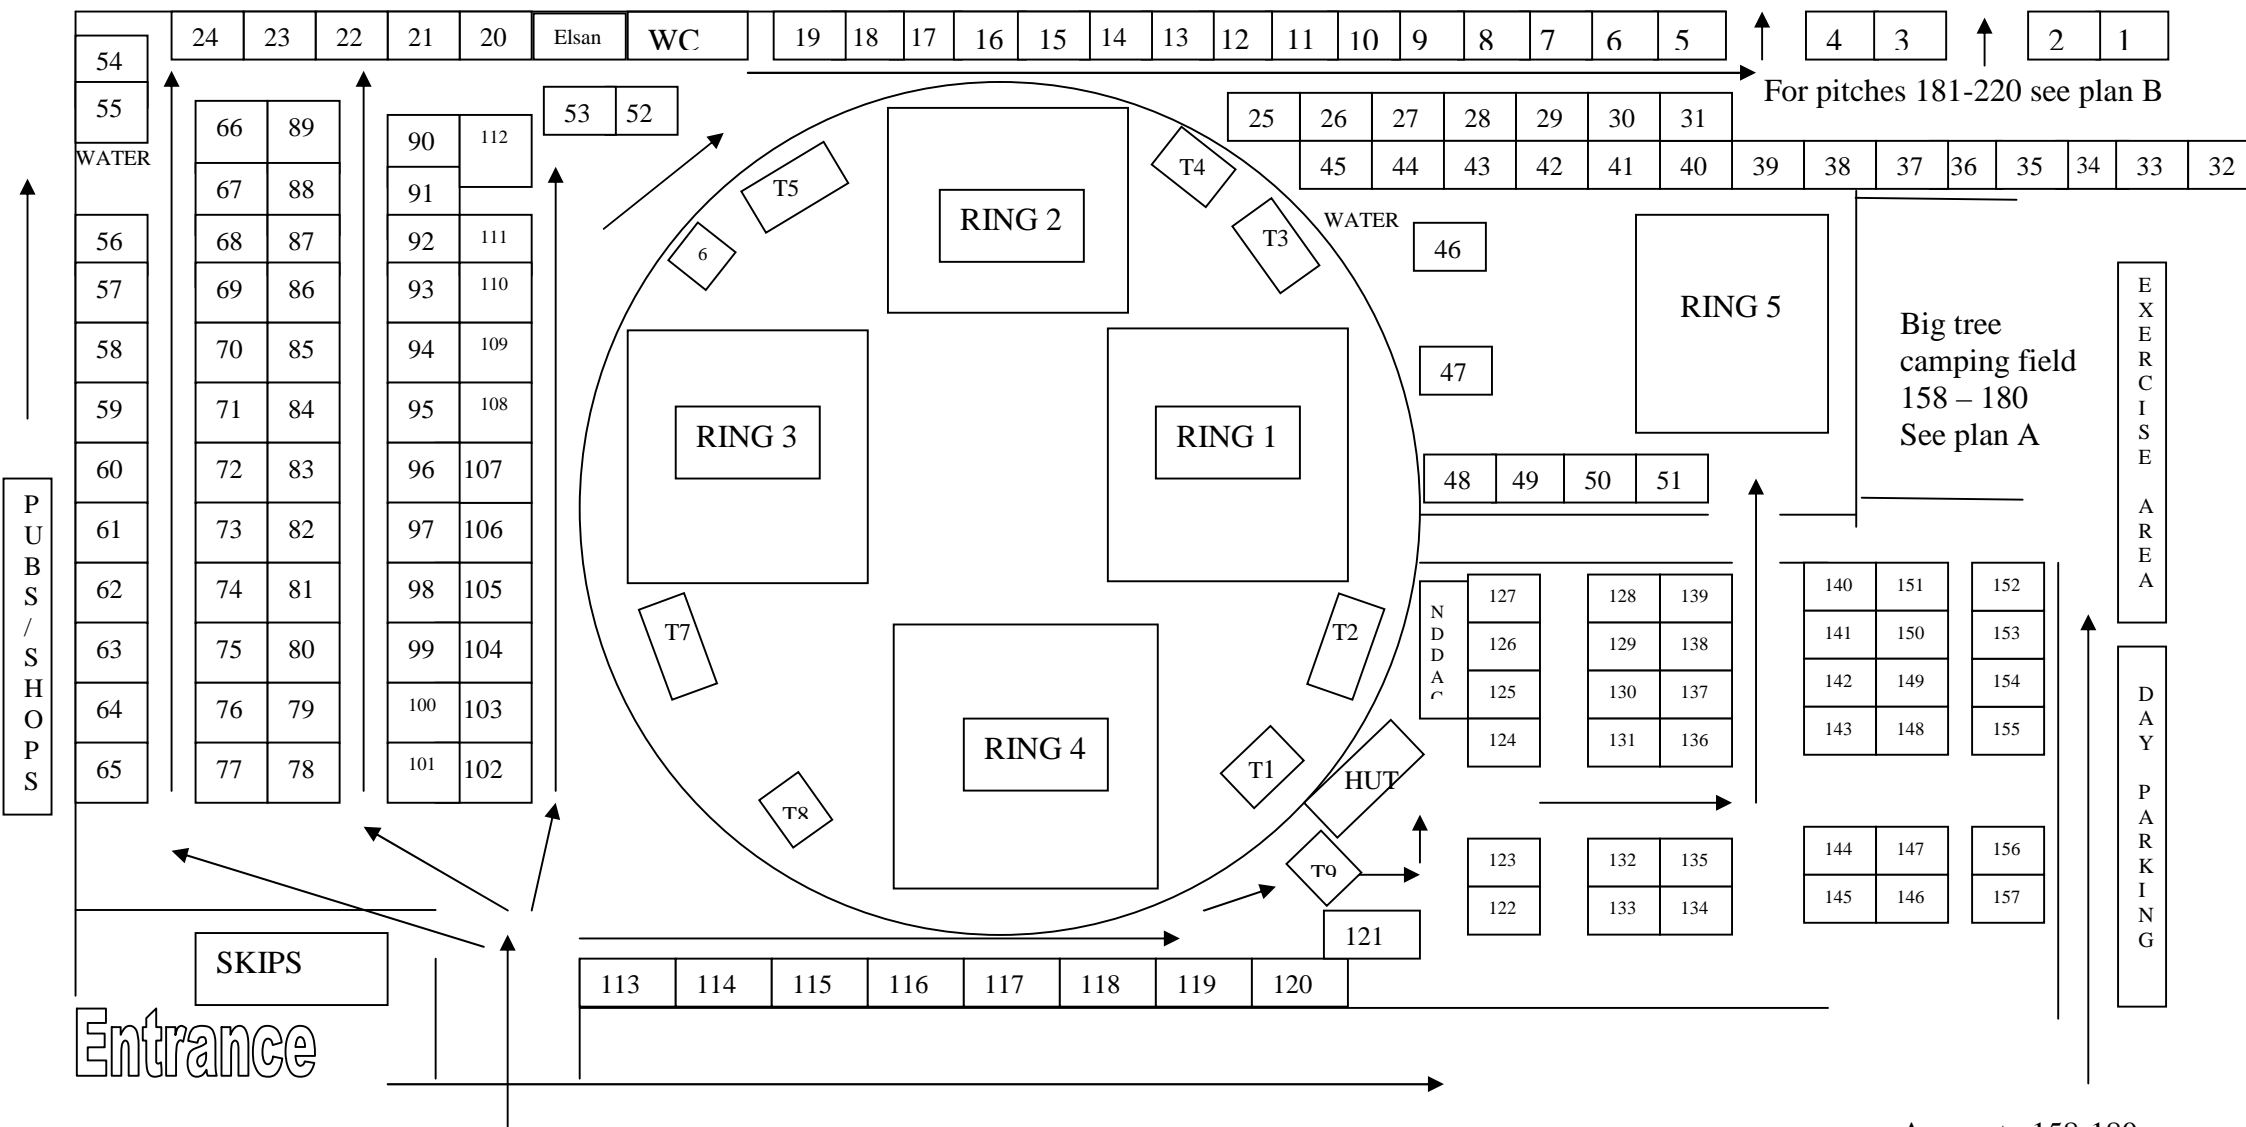 24 23 22 21 20 Elsan WC 19 18 17 16 15 14 13 12 11 10 9 8 7 6 5 4 3 2 1
54
For pitches 181-220 see plan B
55 53 52
66 89 90 112 25 26 27 28 29 30 31
WATER
45 44 43 42 41 40 39 38 37 36 35 34 33 32
67 88 91 T5 T4
RING 2
WATER
56 68 87 92 111 6 T3 46
57 69 86 93 110
RING 5
58 70 85 94 109
47
Big tree
camping field
158 – 180
See plan A
59 71 84 95 108
RING 3 RING 1
60 72 83 96 107
48 49 50 51
61 73 82 97 106
62 74 81 98 105
63 75 80 99 104
64 76 79 100 103
65 77 78 101 102
PUBS/SHOPS
EXERCISE AREA
DAY PARKING
NDDAC
127 128 139 140 151 152
126 129 138 141 150 153
125 130 137 142 149 154
124 131 136 143 148 155
T7 T2
RING 4
T1 HUT
T8
T9
123 132 135 144 147 156
122 133 134 145 146 157
121
SKIPS
113 114 115 116 117 118 119 120
Entrance
158-180